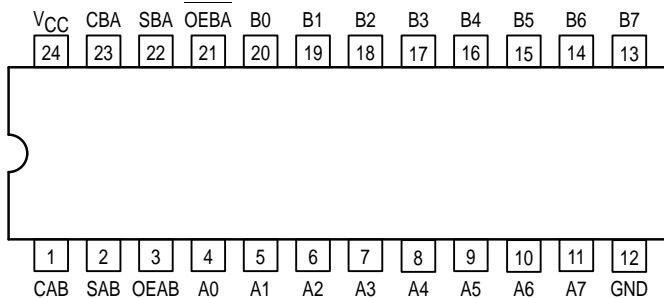 VCC CBA SBA OEBA B0 B1 B2 B3 B4 B5 B6 B7
24 23 22 21 20 19 18 17 16 15 14 13
1 2 3 4 5 6 7 8 9 10 11 12
CAB SAB OEAB A0 A1 A2 A3 A4 A5 A6 A7 GND